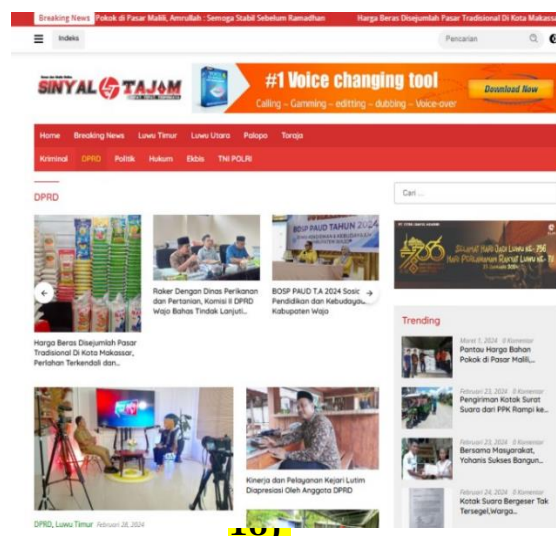 Breaking News Pokok di Pasar Malili, Amrullah : Semoga Stabil Sebelum Ramadhan Harga Beras Disejumlah Pasar Tradisional Di Kota Makassar
Indeks Pencarian
SINYAL TAJAM
#1 Voice changing tool
Calling – Gamming – editting – dubbing – Voice-over
Download Now
Home Breaking News Luwu Timur Luwu Utara Palopo Toraja
Kriminal DPRD Politik Hukum Ekbis TNI POLRI
DPRD
Cari ...
BOSP PAUD TAHUN 2024
Harga Beras Disejumlah Pasar
Tradisional Di Kota Makassar,
Perlahan Terkendali dan...
Raker Dengan Dinas Perikanan
dan Pertanian, Komisi II DPRD
Wajo Bahas Tindak Lanjuti...
BOSP PAUD T.A 2024 Sosic
Pendidikan dan Kebudaya
Kabupaten Wajo
Kinerja dan Pelayanan Kejari Lutim
Diapresiasi Oleh Anggota DPRD
DPRD, Luwu Timur Februari 28, 2024
Trending
Maret 1, 2024 0 Komentar
Pantau Harga Bahan
Pokok di Pasar Malili,...
Februari 23, 2024 0 Komentar
Pengiriman Kotak Surat
Suara dari PPK Rampi ke...
Februari 23, 2024 0 Komentar
Bersama Masyarakat,
Yohanis Sukses Bangun...
Februari 24, 2024 0 Komentar
Kotak Suara Bergeser Tak
Tersegel,Warga...